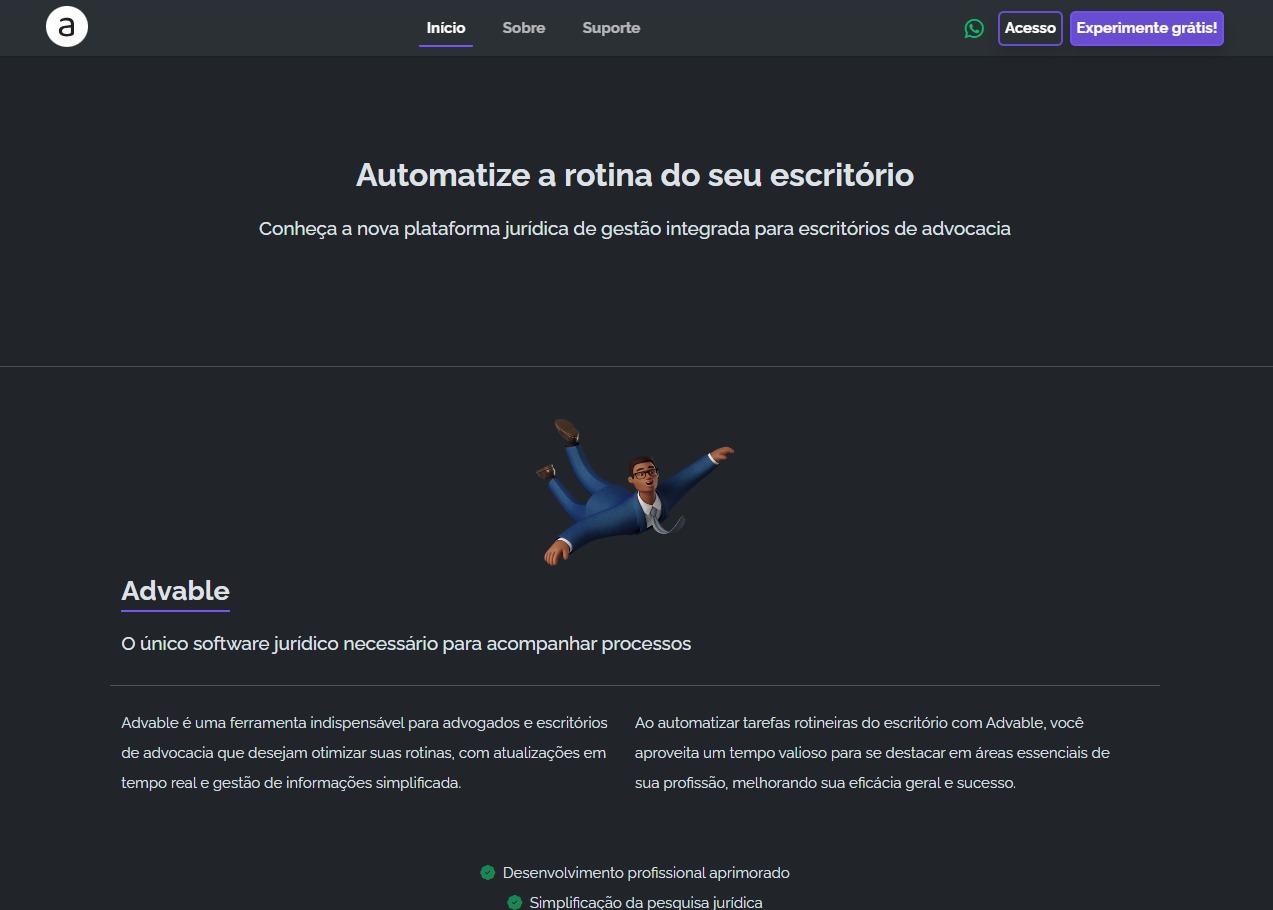 a
Início Sobre Suporte Acesso Experimente grátis!
Automatize a rotina do seu escritório
Conheça a nova plataforma jurídica de gestão integrada para escritórios de advocacia
Advable
O único software jurídico necessário para acompanhar processos
Advable é uma ferramenta indispensável para advogados e escritórios
de advocacia que desejam otimizar suas rotinas, com atualizações em
tempo real e gestão de informações simplificada.
Ao automatizar tarefas rotineiras do escritório com Advable, você
aproveita um tempo valioso para se destacar em áreas essenciais de
sua profissão, melhorando sua eficácia geral e sucesso.
Desenvolvimento profissional aprimorado
Simplificação da pesquisa jurídica